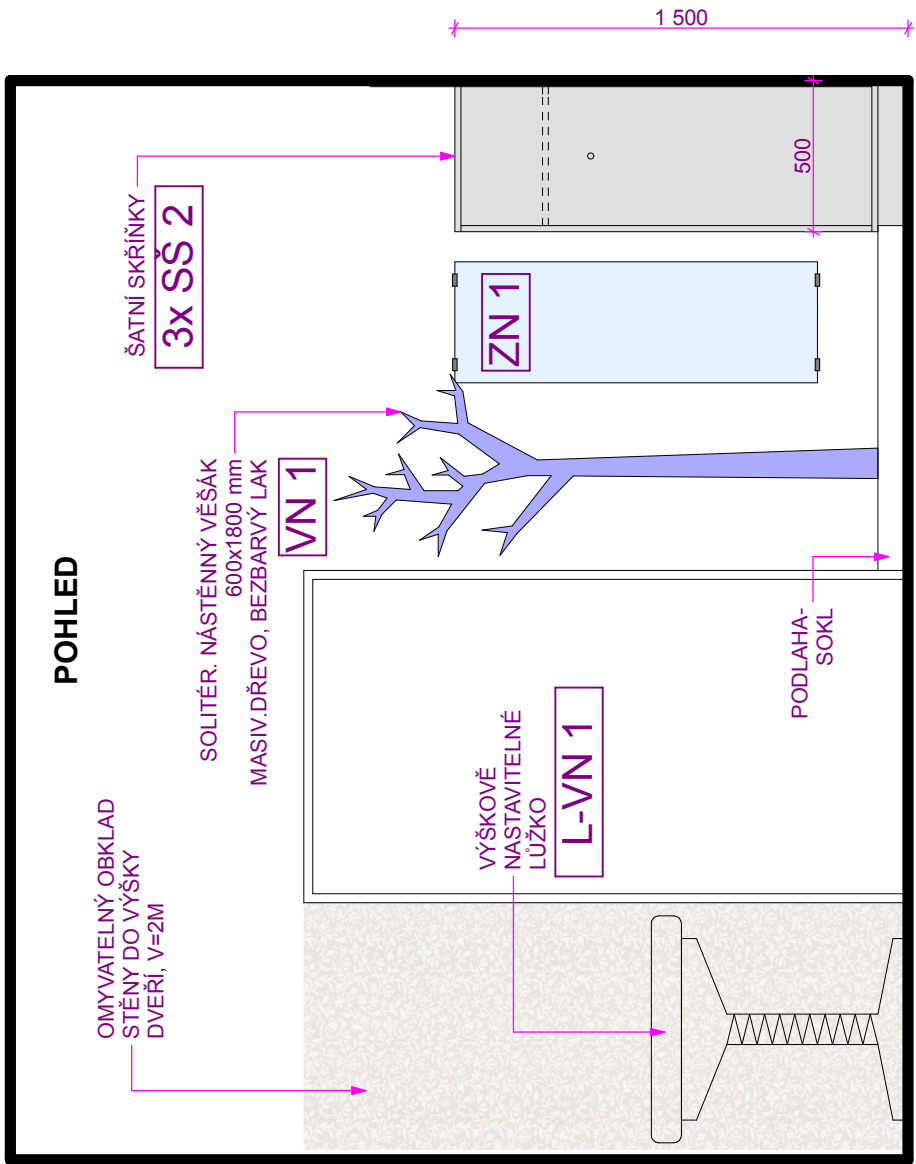 POHLED
OMYVATELNÝ OBKLAD
STĚNY DO VÝŠKY
DVEŘÍ, V=2M
SOLITÉR. NÁSTĚNNÝ VĚŠÁK
600x1800 mm
MASIV.DŘEVO, BEZBARVÝ LAK
VN 1
ŠATNÍ SKŘÍŇKY
3x SŠ 2
VÝŠKOVĚ
NASTAVITELNÉ
LŮŽKO
L-VN 1
ZN 1
1 500
500
PODLAHA-
SOKL